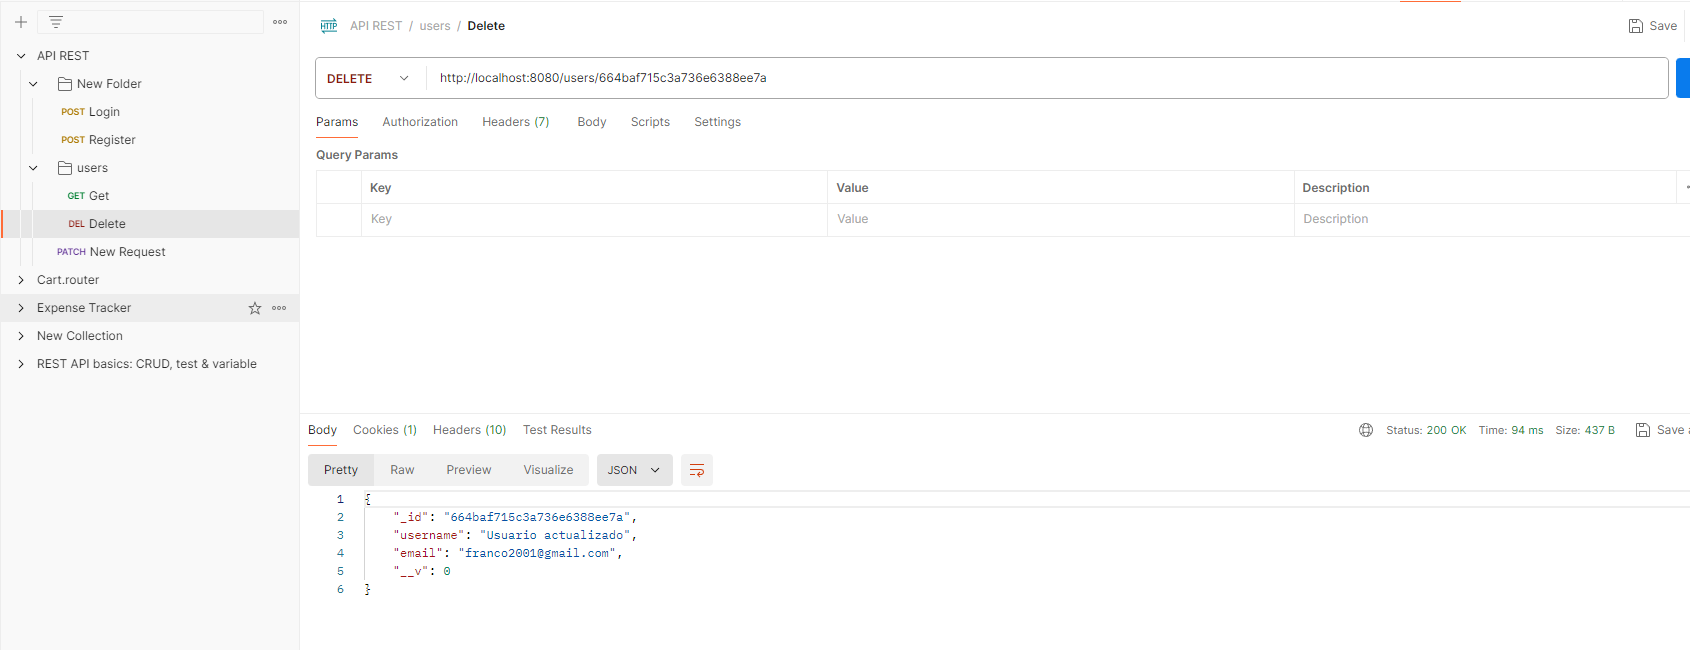 API REST
New Folder
POST Login
POST Register
users
GET Get
DEL Delete
PATCH New Request
Cart.router
Expense Tracker
New Collection
REST API basics: CRUD, test & variable
HTTP API REST / users / Delete
Save
DELETE http://localhost:8080/users/664baf715c3a736e6388ee7a
Params Authorization Headers (7) Body Scripts Settings
Query Params
Key Value Description
Key Value Description
Body Cookies (1) Headers (10) Test Results
Status: 200 OK Time: 94 ms Size: 437 B Save
Pretty Raw Preview Visualize JSON
1 {
2 "_id": "664baf715c3a736e6388ee7a",
3 "username": "Usuario actualizado",
4 "email": "franco2001@gmail.com",
5 "__v": 0
6 }